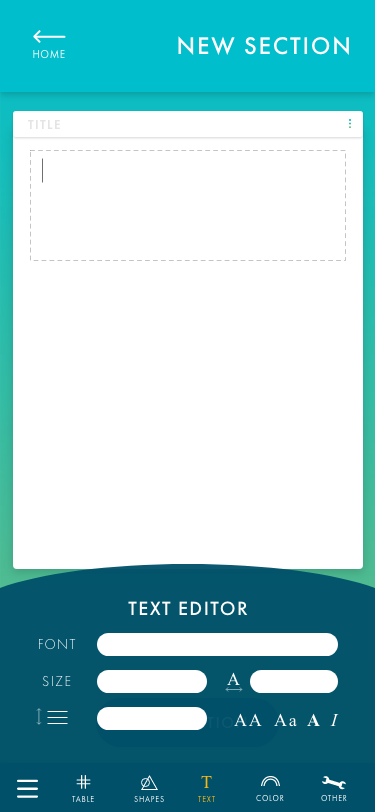 HOME
NEW SECTION
TITLE
TEXT EDITOR
FONT
SIZE
A
AA Aa A I
TABLE
SHAPES
T
TEXT
COLOR
OTHER